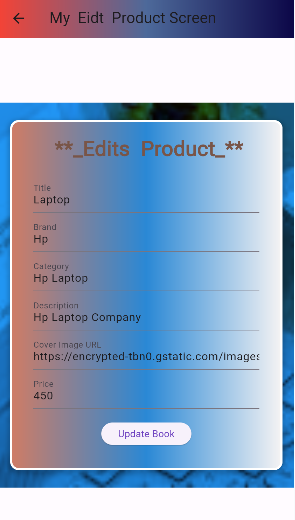 My Eidt Product Screen
**_Edits Product_**
Title
Laptop
Brand
Hp
Category
Hp Laptop
Description
Hp Laptop Company
Cover Image URL
https://encrypted-tbn0.gstatic.com/images
Price
450
Update Book